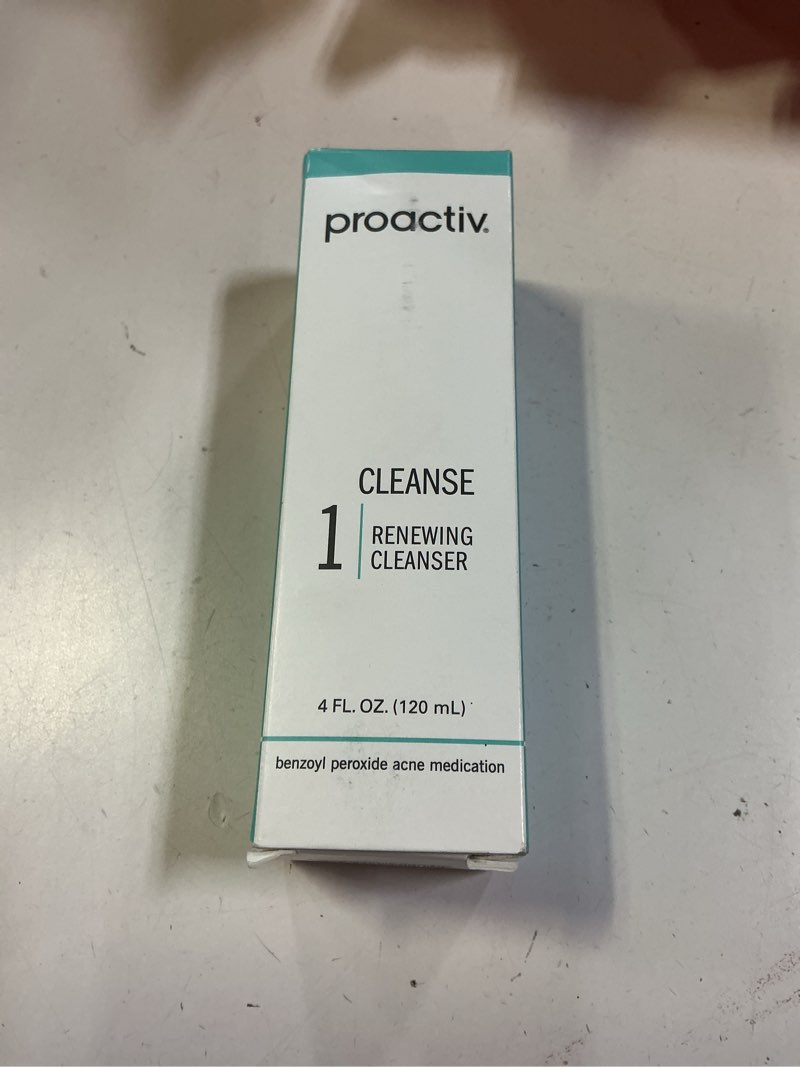 proactiv®
CLEANSE
1
RENEWING
CLEANSER
4 FL. OZ. (120 mL)
benzoyl peroxide acne medication